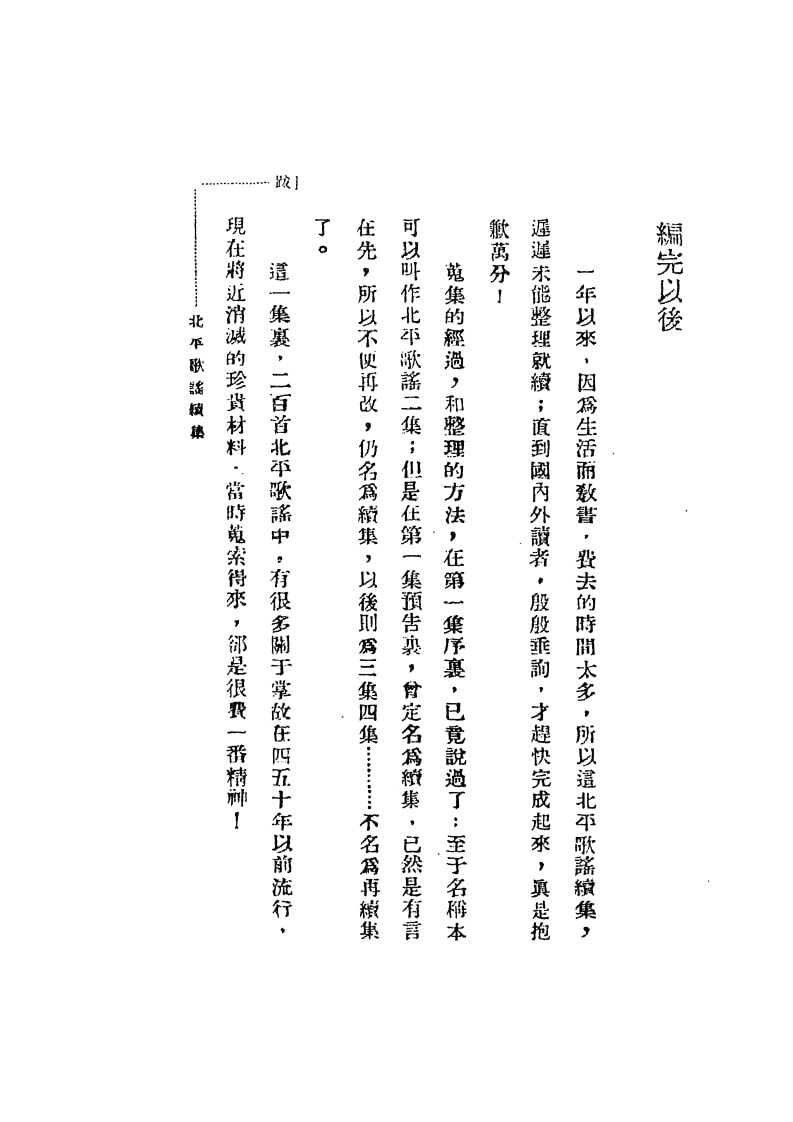 編完以後
一年以來，因爲生活而敎書，費去的時間太多，所以這北平歌謠續集，
遲遲未能整理就緒；直到國內外讀者，殷殷垂詢，才趕快完成起來，眞是抱
歉萬分！
蒐集的經過，和整理的方法，在第一集序裏，已竟說過了；至于名稱本
可以叫作北平歌謠二集；但是在第一集預告裏，曾定名爲續集，已然是有言
在先，所以不便再改，仍名爲續集，以後則爲三集四集………不名爲再續集
了。
這一集裏，二百首北平歌謠中，有很多關于掌故在四五十年以前流行，
現在將近消滅的珍貴材料，當時蒐索得來，卻是很費一番精神！
跋 1
北平歌謠續集